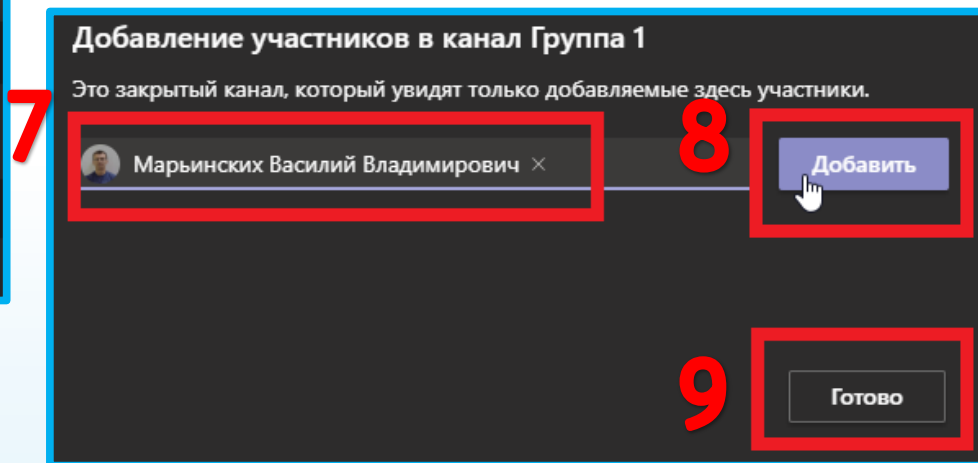 Добавление участников в канал Группа 1
Это закрытый канал, который увидят только добавляемые здесь участники.
7
Марьинских Василий Владимирович ×
8
Добавить
9
Готово